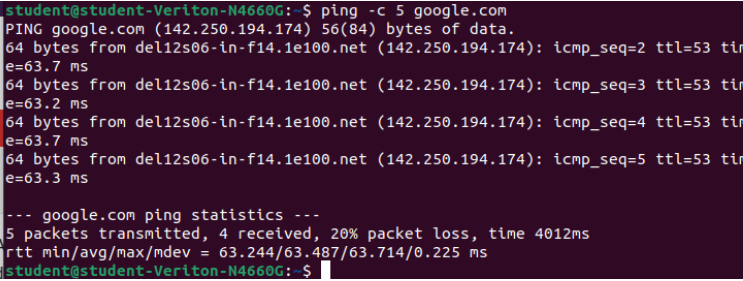 student@student-Veriton-N4660G:~$ ping -c 5 google.com
PING google.com (142.250.194.174) 56(84) bytes of data.
64 bytes from del12s06-in-f14.1e100.net (142.250.194.174): icmp_seq=2 ttl=53 tim
e=63.7 ms
64 bytes from del12s06-in-f14.1e100.net (142.250.194.174): icmp_seq=3 ttl=53 tim
e=63.2 ms
64 bytes from del12s06-in-f14.1e100.net (142.250.194.174): icmp_seq=4 ttl=53 tim
e=63.7 ms
64 bytes from del12s06-in-f14.1e100.net (142.250.194.174): icmp_seq=5 ttl=53 tim
e=63.3 ms
--- google.com ping statistics ---
5 packets transmitted, 4 received, 20% packet loss, time 4012ms
rtt min/avg/max/mdev = 63.244/63.487/63.714/0.225 ms
student@student-Veriton-N4660G:~$